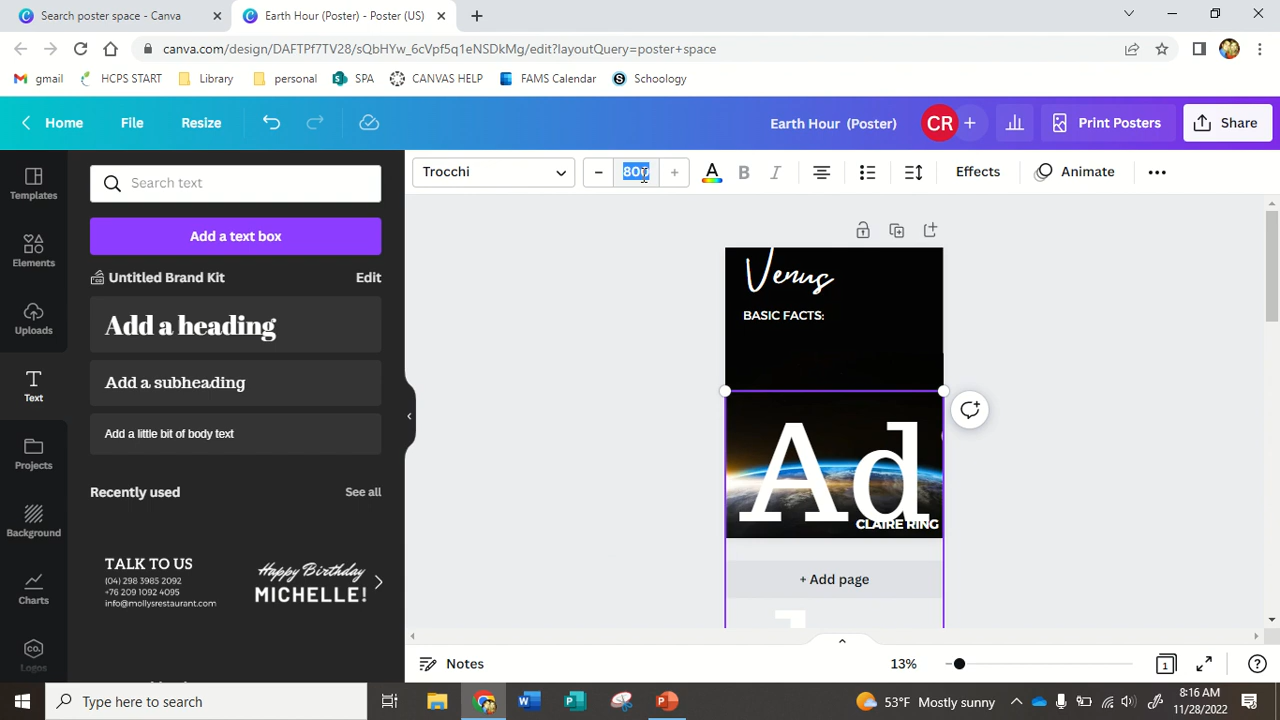 Search poster space - Canva
Earth Hour (Poster) - Poster (US)
canva.com/design/DAFTPf7TV28/sQbHYw_6cVpf5q1eNSDkMg/edit?layoutQuery=poster+space
gmail
HCPS START
Library
personal
SPA
CANVAS HELP
FAMS Calendar
Schoology
Home
File
Resize
Earth Hour (Poster)
CR
Print Posters
Share
Templates
Elements
Uploads
Text
Projects
Background
Charts
Logos
Search text
Add a text box
Untitled Brand Kit
Edit
Add a heading
Add a subheading
Add a little bit of body text
Recently used
See all
TALK TO US
(04) 298 3985 2092
+76 209 1092 4095
info@mollysrestaurant.com
Happy Birthday
MICHELLE!
Trocchi
800
A
B
I
Effects
Animate
Venus
BASIC FACTS:
Ad
CLAIRE RING
+ Add page
Notes
13%
1
Type here to search
53°F Mostly sunny
8:16 AM
11/28/2022